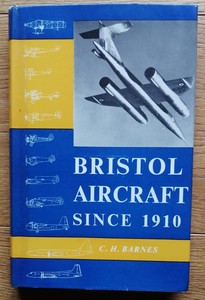 BRISTOL
AIRCRAFT
SINCE 1910
C. H. BARNES